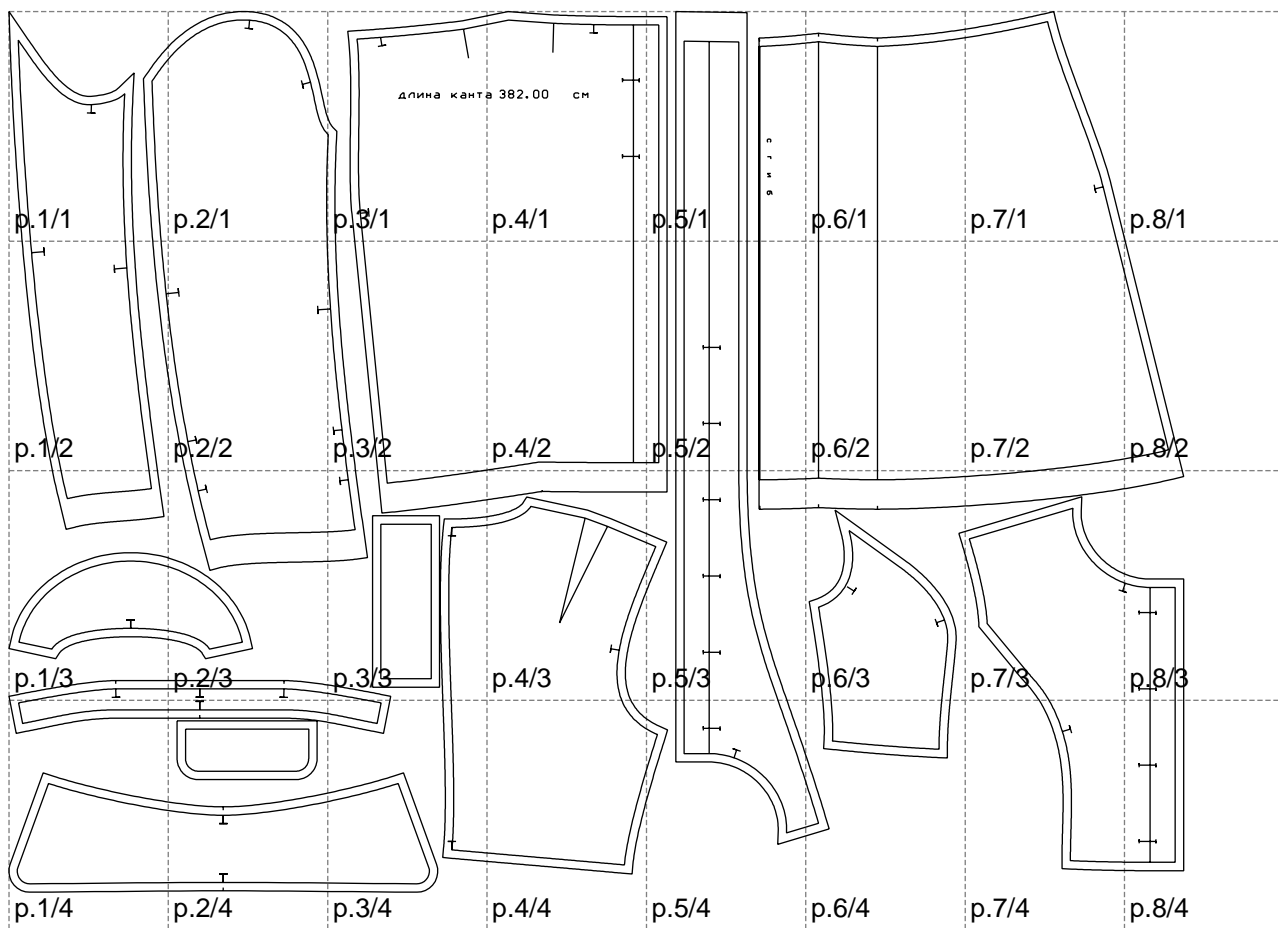 длина канта 382.00 см
сгиб
p.1/1 p.2/1 p.3/1 p.4/1 p.5/1 p.6/1 p.7/1 p.8/1
p.1/2 p.2/2 p.3/2 p.4/2 p.5/2 p.6/2 p.7/2 p.8/2
p.1/3 p.2/3 p.3/3 p.4/3 p.5/3 p.6/3 p.7/3 p.8/3
p.1/4 p.2/4 p.3/4 p.4/4 p.5/4 p.6/4 p.7/4 p.8/4